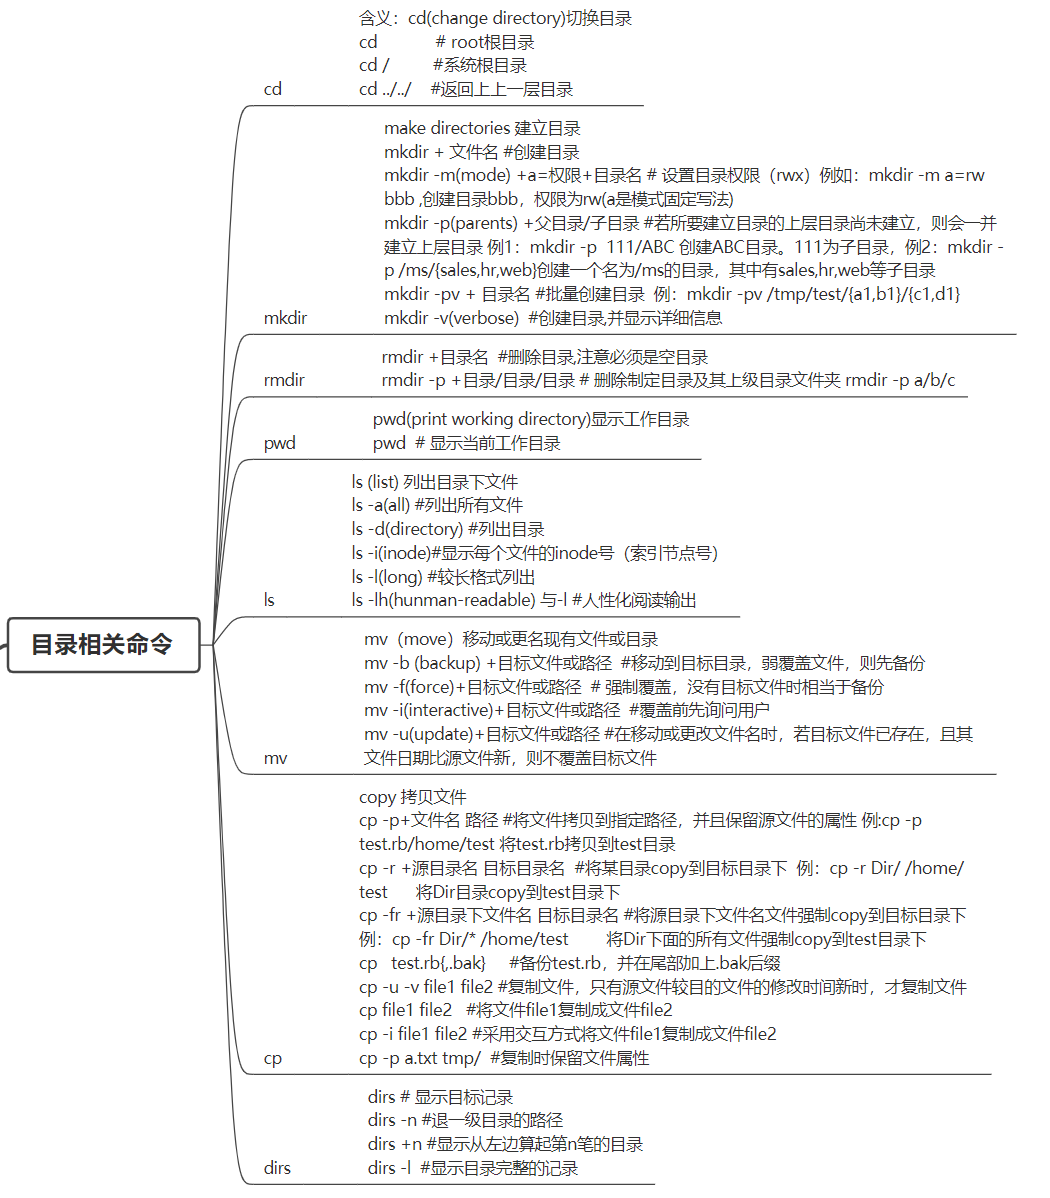 目录相关命令
含义：cd(change directory)切换目录
cd # root根目录
cd / #系统根目录
cd ../../ #返回上上一层目录
cd
make directories 建立目录
mkdir + 文件名 #创建目录
mkdir -m(mode) +a=权限+目录名 # 设置目录权限（rwx）例如：mkdir -m a=rw
bbb ,创建目录bbb，权限为rw(a是模式固定写法)
mkdir -p(parents) +父目录/子目录 #若所要建立目录的上层目录尚未建立，则会一并
建立上层目录 例1：mkdir -p 111/ABC 创建ABC目录。111为子目录，例2：mkdir -
p /ms/{sales,hr,web}创建一个名为/ms的目录，其中有sales,hr,web等子目录
mkdir -pv + 目录名 #批量创建目录 例：mkdir -pv /tmp/test/{a1,b1}/{c1,d1}
mkdir -v(verbose) #创建目录,并显示详细信息
mkdir
rmdir +目录名 #删除目录,注意必须是空目录
rmdir -p +目录/目录/目录 # 删除制定目录及其上级目录文件夹 rmdir -p a/b/c
rmdir
pwd(print working directory)显示工作目录
pwd # 显示当前工作目录
pwd
ls (list) 列出目录下文件
ls -a(all) #列出所有文件
ls -d(directory) #列出目录
ls -i(inode)#显示每个文件的inode号（索引节点号）
ls -l(long) #较长格式列出
ls -lh(hunman-readable) 与-l #人性化阅读输出
ls
mv（move）移动或更名现有文件或目录
mv -b (backup) +目标文件或路径 #移动到目标目录，弱覆盖文件，则先备份
mv -f(force)+目标文件或路径 # 强制覆盖，没有目标文件时相当于备份
mv -i(interactive)+目标文件或路径 #覆盖前先询问用户
mv -u(update)+目标文件或路径 #在移动或更改文件名时，若目标文件已存在，且其
文件日期比源文件新，则不覆盖目标文件
mv
copy 拷贝文件
cp -p+文件名 路径 #将文件拷贝到指定路径，并且保留源文件的属性 例:cp -p
test.rb/home/test 将test.rb拷贝到test目录
cp -r +源目录名 目标目录名 #将某目录copy到目标目录下 例：cp -r Dir/ /home/
test 将Dir目录copy到test目录下
cp -fr +源目录下文件名 目标目录名 #将源目录下文件名文件强制copy到目标目录下
例：cp -fr Dir/* /home/test 将Dir下面的所有文件强制copy到test目录下
cp test.rb{,.bak} #备份test.rb，并在尾部加上.bak后缀
cp -u -v file1 file2 #复制文件，只有源文件较目的文件的修改时间新时，才复制文件
cp file1 file2 #将文件file1复制成文件file2
cp -i file1 file2 #采用交互方式将文件file1复制成文件file2
cp -p a.txt tmp/ #复制时保留文件属性
cp
dirs # 显示目标记录
dirs -n #退一级目录的路径
dirs +n #显示从左边算起第n笔的目录
dirs -l #显示目录完整的记录
dirs